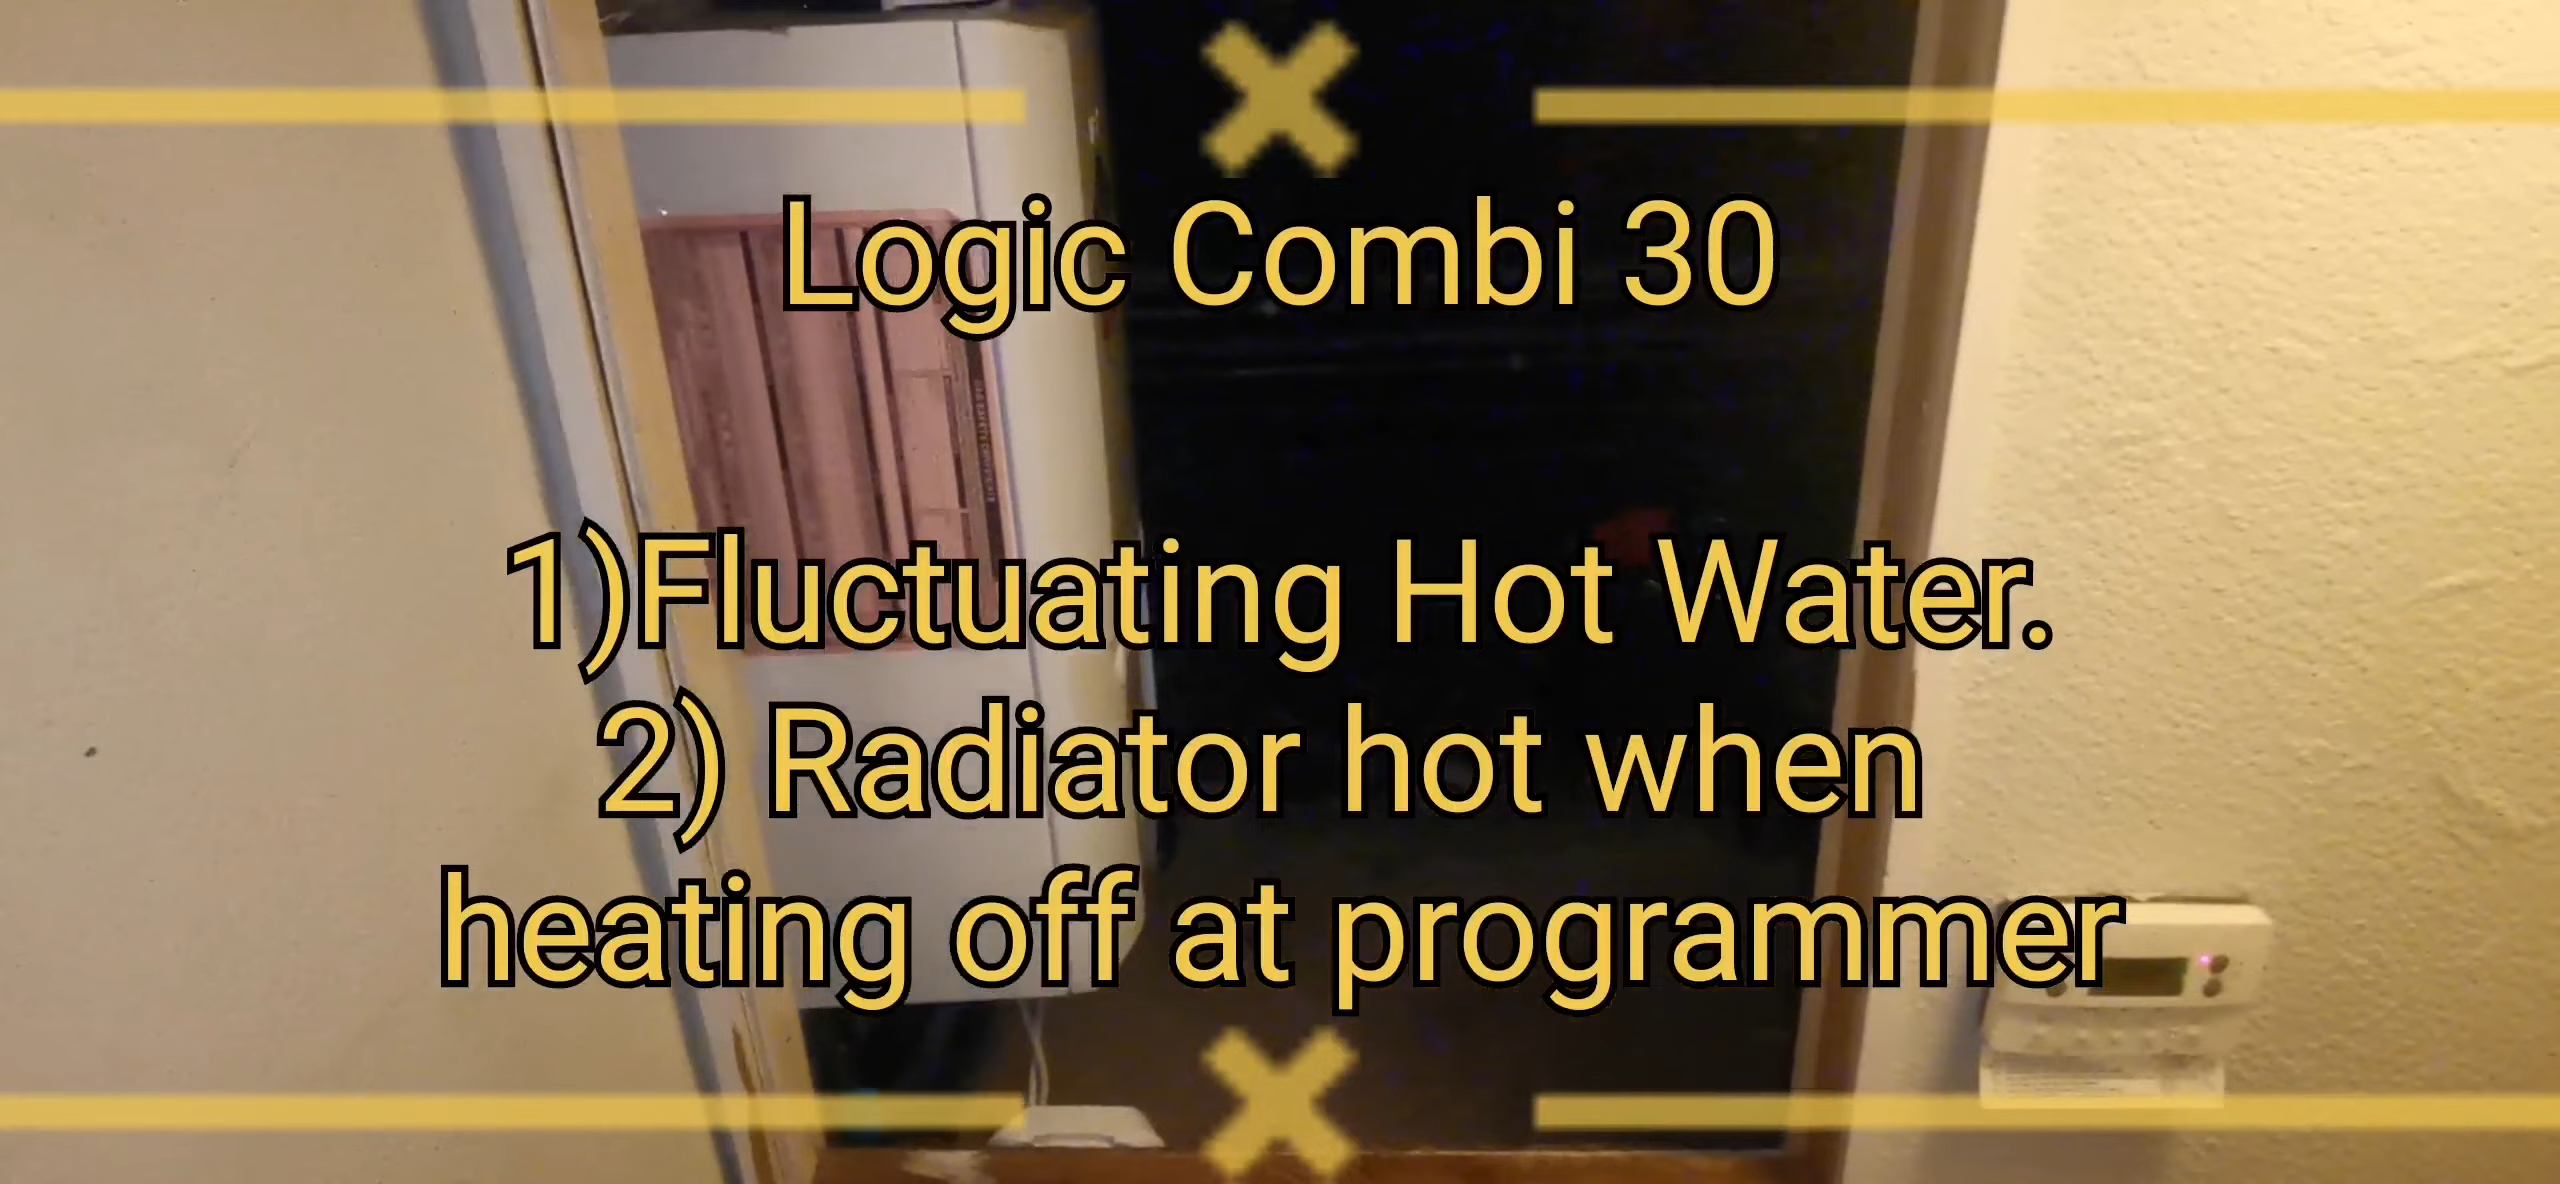 Logic Combi 30
1)Fluctuating Hot Water.
2) Radiator hot when
heating off at programmer